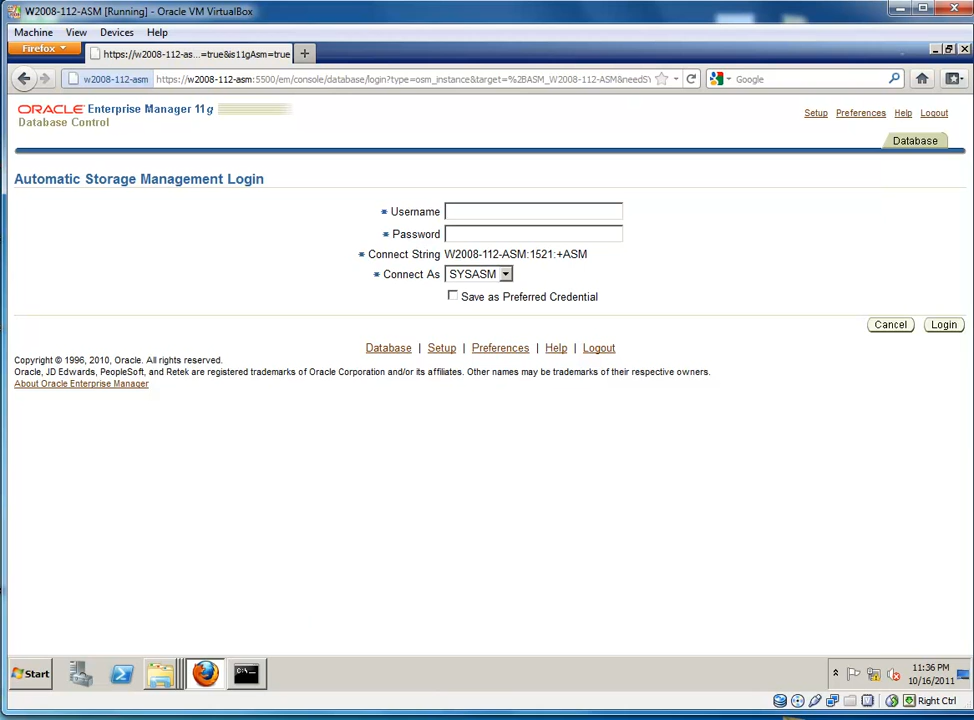 W2008-112-ASM [Running] - Oracle VM VirtualBox
Machine View Devices Help
Firefox
https://w2008-112-as...=true&is11gAsm=true
w2008-112-asm https://w2008-112-asm:5500/em/console/database/login?type=osm_instance&target=%2BASM_W2008-112-ASM&needSY
Google
ORACLE Enterprise Manager 11g
Database Control
Setup Preferences Help Logout
Database
Automatic Storage Management Login
* Username
* Password
* Connect String W2008-112-ASM:1521:+ASM
* Connect As SYSASM
Save as Preferred Credential
Cancel Login
Database | Setup | Preferences | Help | Logout
Copyright © 1996, 2010, Oracle. All rights reserved.
Oracle, JD Edwards, PeopleSoft, and Retek are registered trademarks of Oracle Corporation and/or its affiliates. Other names may be trademarks of their respective owners.
About Oracle Enterprise Manager
Start
11:36 PM
10/16/2011
Right Ctrl